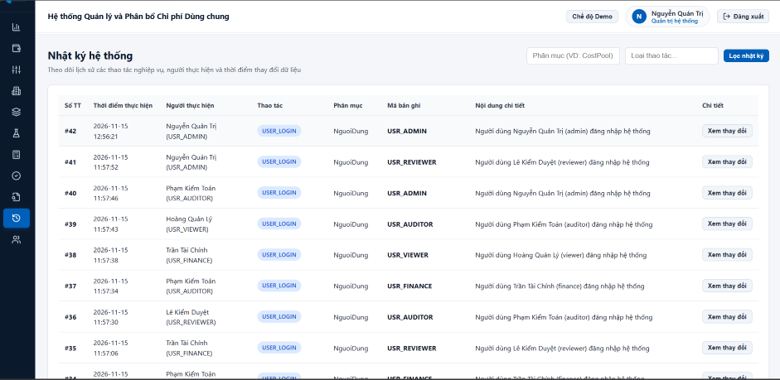 Hệ thống Quản lý và Phân bổ Chi phí Dùng chung
Chế độ Demo
N
Nguyễn Quản Trị
Quản trị hệ thống
Đăng xuất
Nhật ký hệ thống
Theo dõi lịch sử các thao tác nghiệp vụ, người thực hiện và thời điểm thay đổi dữ liệu
Phân mục (VD: CostPool)
Loại thao tác...
Lọc nhật ký
Số TT Thời điểm thực hiện Người thực hiện Thao tác Phân mục Mã bản ghi Nội dung chi tiết Chi tiết
#42 2026-11-15 12:56:21 Nguyễn Quản Trị (USR_ADMIN) USER_LOGIN NguoiDung USR_ADMIN Người dùng Nguyễn Quản Trị (admin) đăng nhập hệ thống Xem thay đổi
#41 2026-11-15 11:57:52 Nguyễn Quản Trị (USR_ADMIN) USER_LOGIN NguoiDung USR_REVIEWER Người dùng Lê Kiểm Duyệt (reviewer) đăng nhập hệ thống Xem thay đổi
#40 2026-11-15 11:57:46 Phạm Kiểm Toán (USR_AUDITOR) USER_LOGIN NguoiDung USR_ADMIN Người dùng Nguyễn Quản Trị (admin) đăng nhập hệ thống Xem thay đổi
#39 2026-11-15 11:57:43 Hoàng Quản Lý (USR_VIEWER) USER_LOGIN NguoiDung USR_AUDITOR Người dùng Phạm Kiểm Toán (auditor) đăng nhập hệ thống Xem thay đổi
#38 2026-11-15 11:57:38 Trần Tài Chính (USR_FINANCE) USER_LOGIN NguoiDung USR_VIEWER Người dùng Hoàng Quản Lý (viewer) đăng nhập hệ thống Xem thay đổi
#37 2026-11-15 11:57:34 Phạm Kiểm Toán (USR_AUDITOR) USER_LOGIN NguoiDung USR_FINANCE Người dùng Trần Tài Chính (finance) đăng nhập hệ thống Xem thay đổi
#36 2026-11-15 11:57:30 Lê Kiểm Duyệt (USR_REVIEWER) USER_LOGIN NguoiDung USR_AUDITOR Người dùng Phạm Kiểm Toán (auditor) đăng nhập hệ thống Xem thay đổi
#35 2026-11-15 11:57:06 Trần Tài Chính (USR_FINANCE) USER_LOGIN NguoiDung USR_REVIEWER Người dùng Lê Kiểm Duyệt (reviewer) đăng nhập hệ thống Xem thay đổi
2026-11-15 Phạm Kiểm Toán